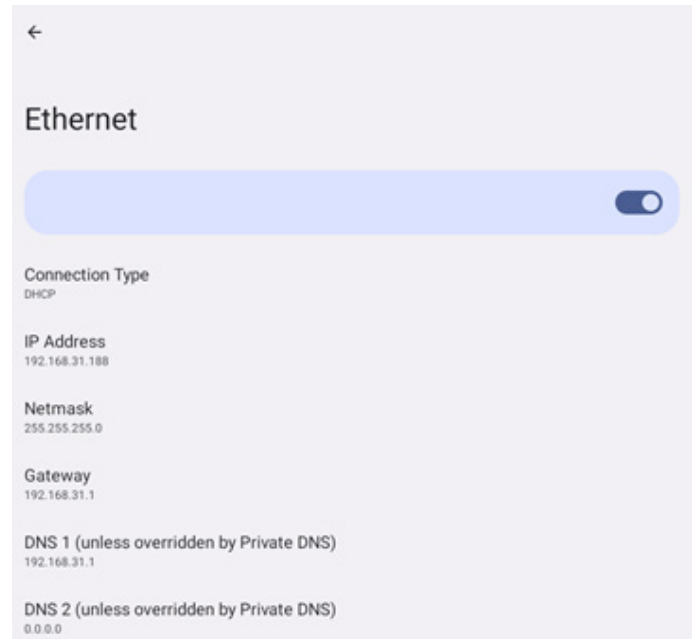 Ethernet
Connection Type
DHCP
IP Address
192.168.31.188
Netmask
255.255.255.0
Gateway
192.168.31.1
DNS 1 (unless overridden by Private DNS)
192.168.31.1
DNS 2 (unless overridden by Private DNS)
0.0.0.0